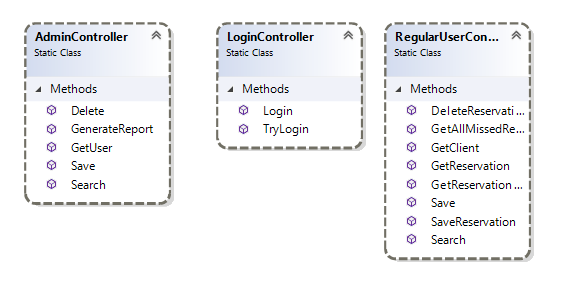 AdminController
Static Class
Methods
Delete
GenerateReport
GetUser
Save
Search
LoginController
Static Class
Methods
Login
TryLogin
RegularUserCon...
Static Class
Methods
DeleteReservati...
GetAllMissedRe...
GetClient
GetReservation
GetReservation ...
Save
SaveReservation
Search